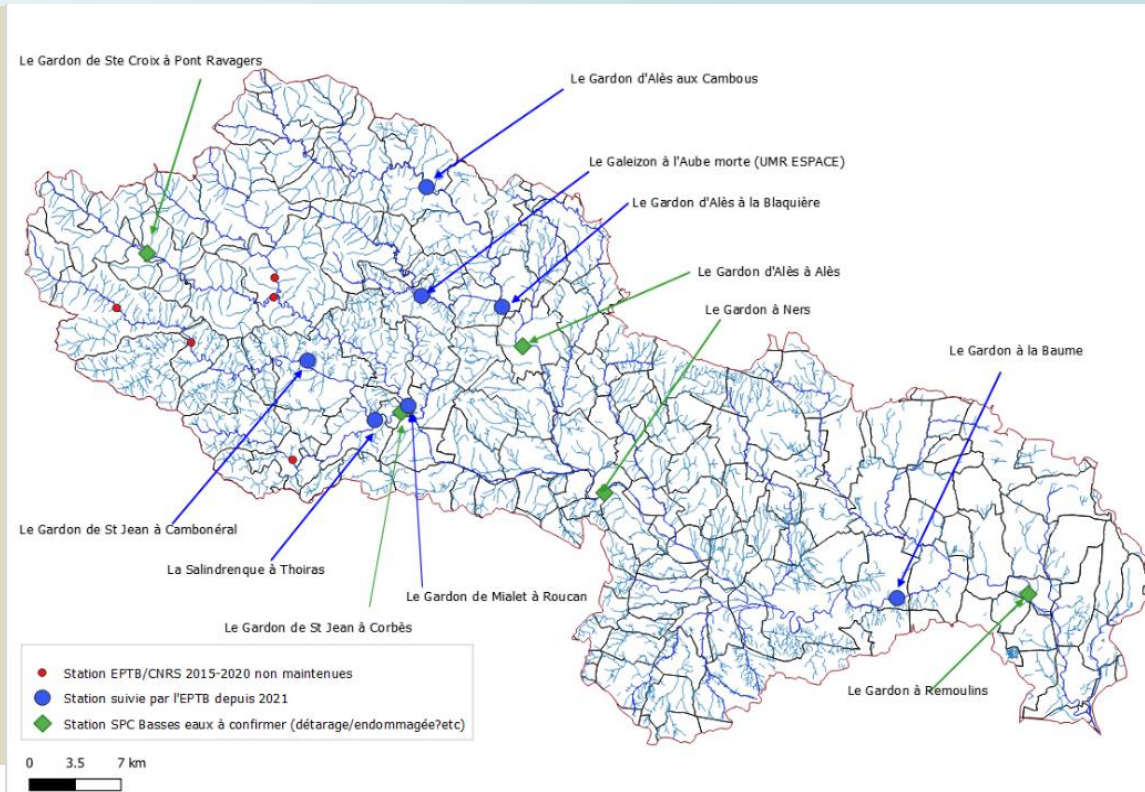 Le Gardon de Ste Croix à Pont Ravagers
Le Gardon d'Alès aux Cambous
Le Galeizon à l'Aube morte (UMR ESPACE)
Le Gardon d'Alès à la Blaquière
Le Gardon d'Alès à Alès
Le Gardon à Ners
Le Gardon à la Baume
Le Gardon de St Jean à Cambonéral
La Salindrenque à Thoiras
Le Gardon de Mialet à Roucan
Le Gardon de St Jean à Corbès
Le Gardon à Remoulins
Station EPTB/CNRS 2015-2020 non maintenues
Station suivie par l'EPTB depuis 2021
Station SPC Basses eaux à confirmer (détarage/endommagée?etc)
0 3.5 7 km